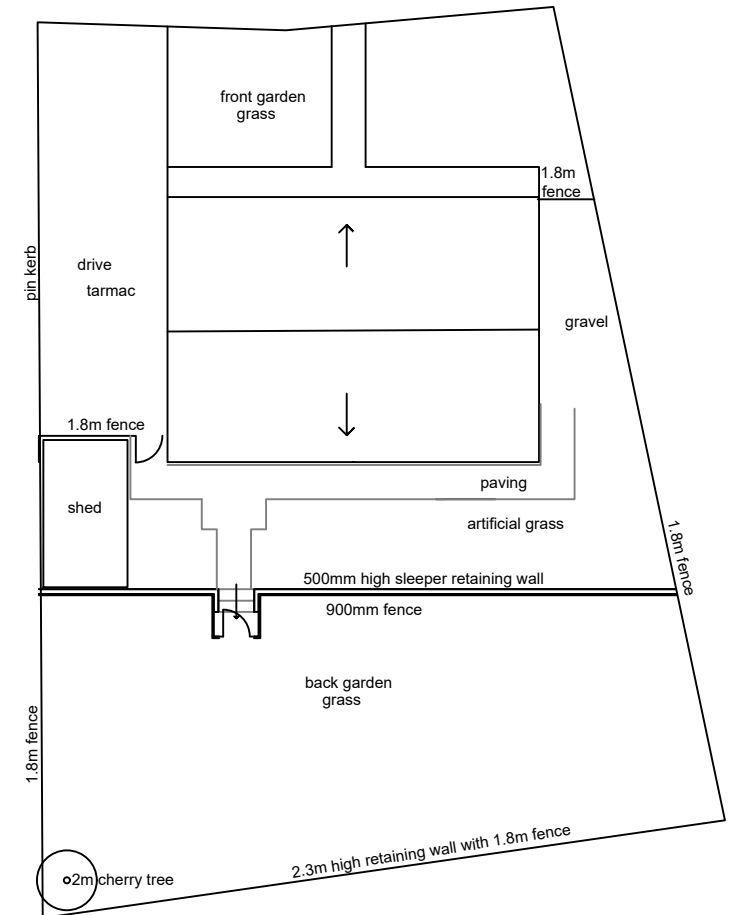 front garden
grass
1.8m
fence
pin kerb
drive
tarmac
gravel
1.8m fence
shed
paving
artificial grass
1.8m fence
500mm high sleeper retaining wall
900mm fence
back garden
grass
1.8m fence
2.3m high retaining wall with 1.8m fence
2m cherry tree